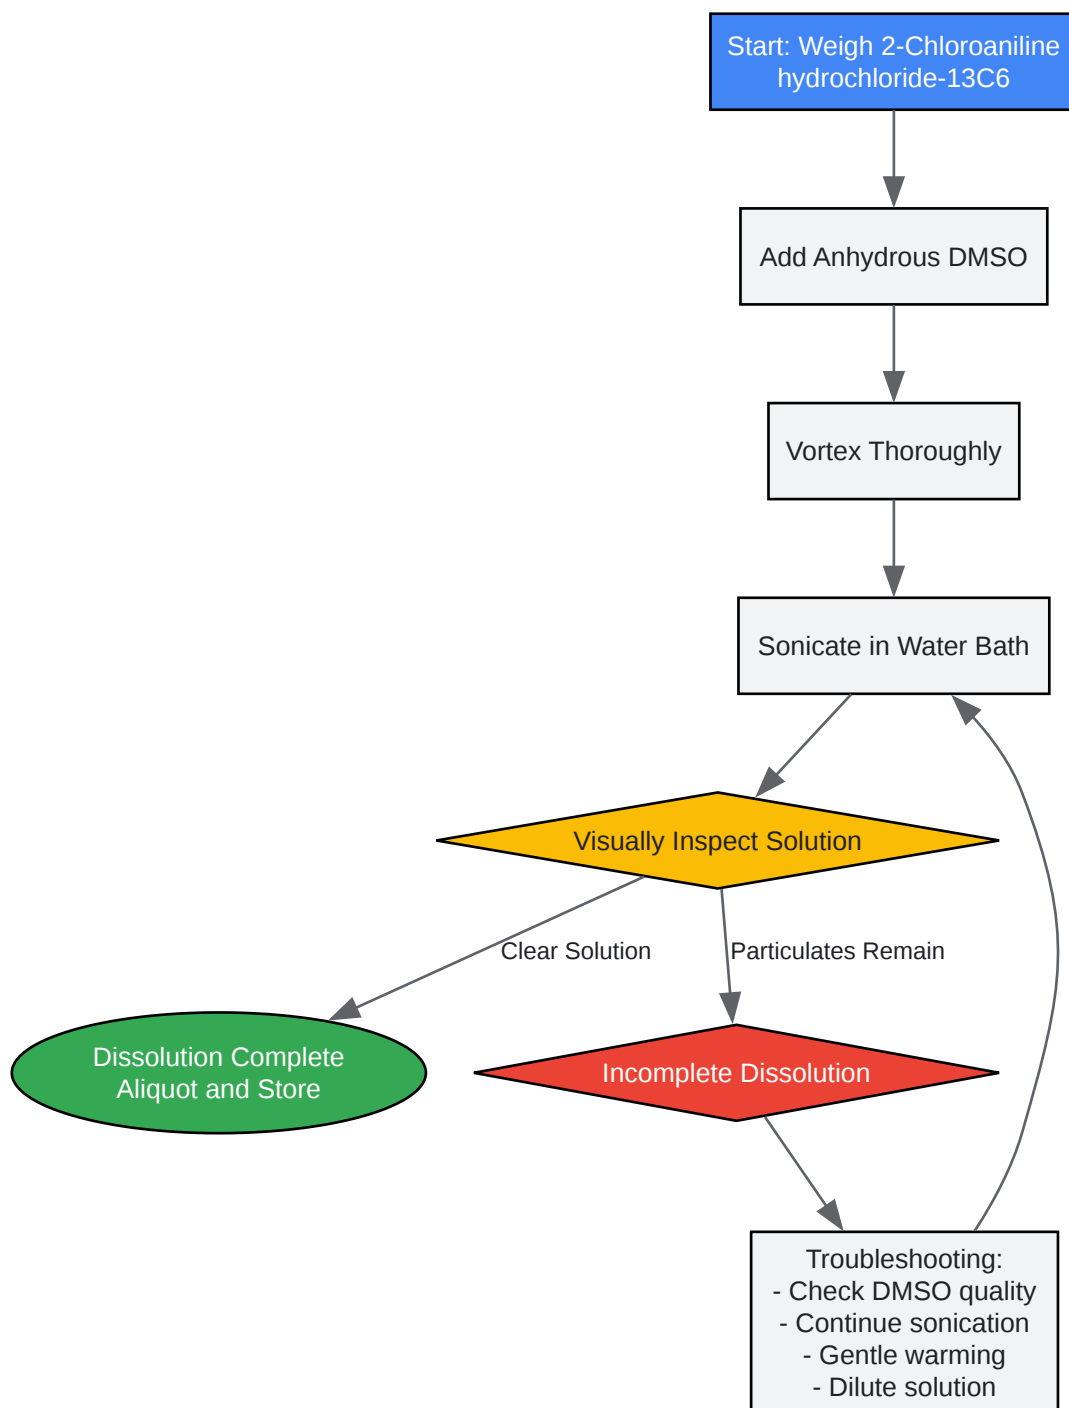 Start: Weigh 2-Chloroaniline
hydrochloride-13C6
Add Anhydrous DMSO
Vortex Thoroughly
Sonicate in Water Bath
Visually Inspect Solution
Clear Solution
Particulates Remain
Dissolution Complete
Aliquot and Store
Incomplete Dissolution
Troubleshooting:
- Check DMSO quality
- Continue sonication
- Gentle warming
- Dilute solution